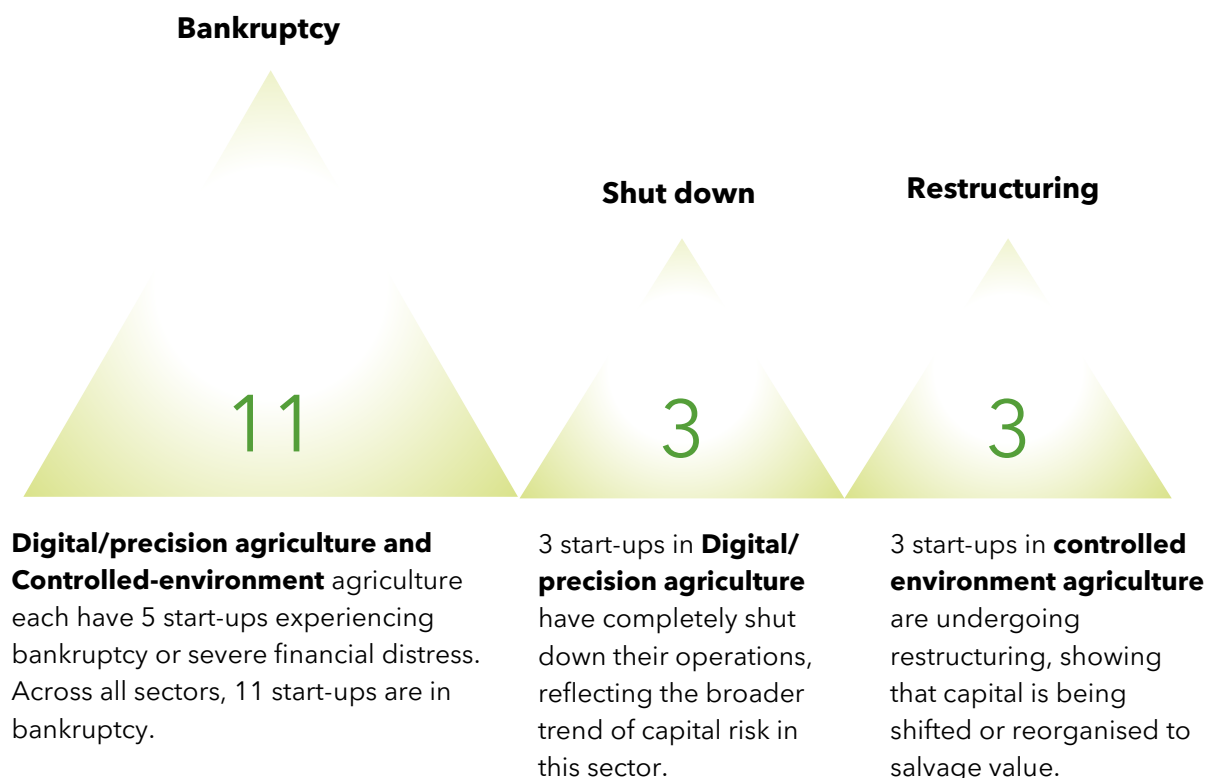 Bankruptcy
Shut down
Restructuring
11
3
3
Digital/precision agriculture and
Controlled-environment agriculture
each have 5 start-ups experiencing
bankruptcy or severe financial distress.
Across all sectors, 11 start-ups are in
bankruptcy.
3 start-ups in Digital/
precision agriculture
have completely shut
down their operations,
reflecting the broader
trend of capital risk in
this sector.
3 start-ups in controlled
environment agriculture
are undergoing
restructuring, showing
that capital is being
shifted or reorganised to
salvage value.